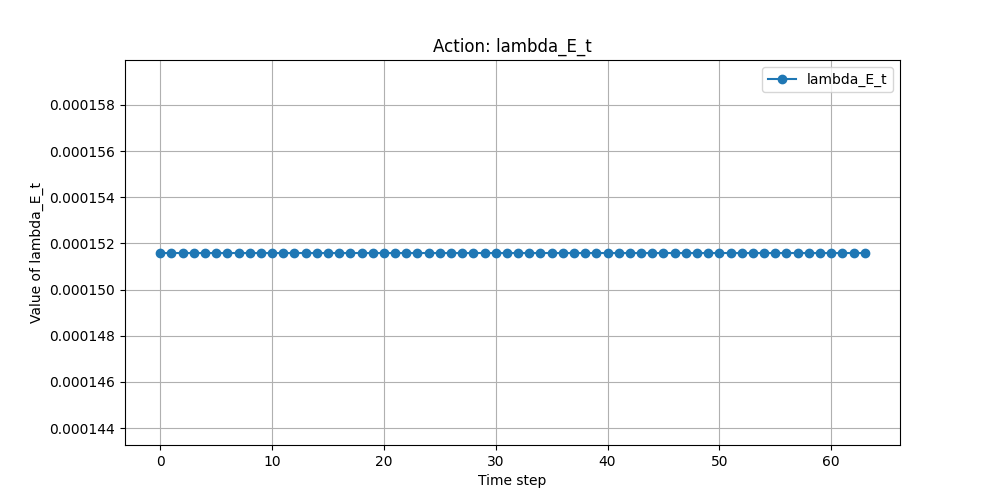 Action: lambda_E_t
lambda_E_t
Value of lambda_E_t
0.000158
0.000156
0.000154
0.000152
0.000150
0.000148
0.000146
0.000144
0 10 20 30 40 50 60
Time step